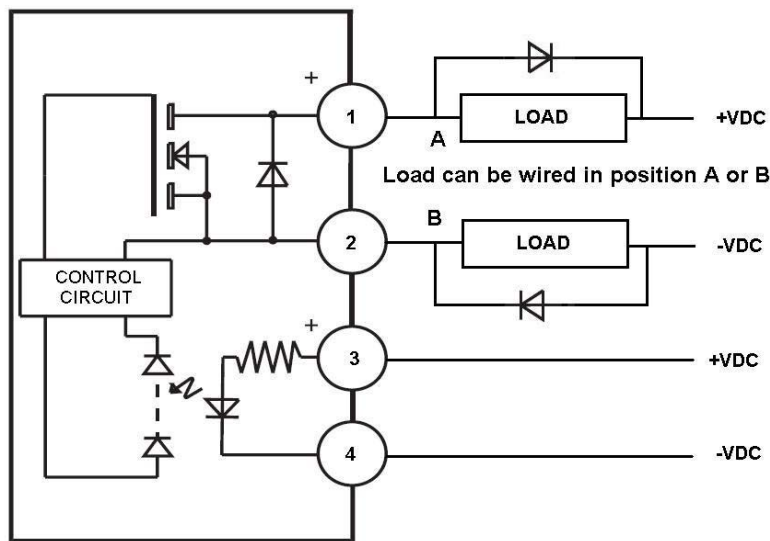 +
1
A
LOAD
+VDC
Load can be wired in position A or B
2
B
LOAD
-VDC
CONTROL
CIRCUIT
+
3
+VDC
4
-VDC